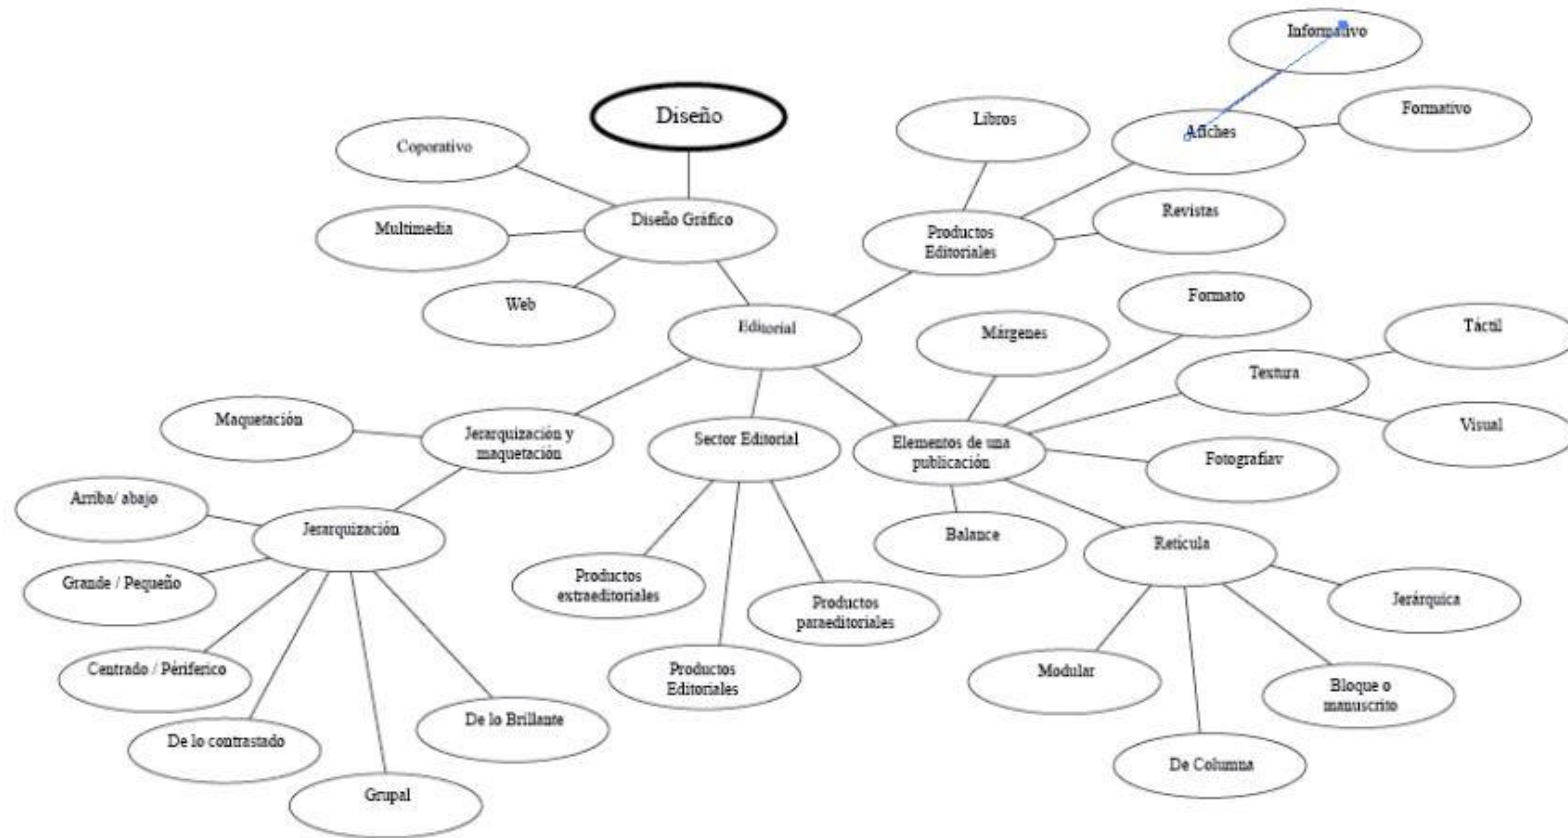 Informativo
Diseño
Libros
Afiches
Formativo
Coporativo
Diseño Gráfico
Revistas
Multimedia
Productos
Editoriales
Web
Editorial
Márgenes
Formato
Táctil
Textura
Maquetación
Jerarquización y
maquetación
Sector Editorial
Elementos de una
publicación
Visual
Fotografíav
Arriba/ abajo
Jerarquización
Balance
Retícula
Grande / Pequeño
Productos
extraeditoriales
Productos
paraeditoriales
Jerárquica
Centrado / Périferico
Productos
Editoriales
Modular
Bloque o
manuscrito
De lo contrastado
De lo Brillante
Grupal
De Columna